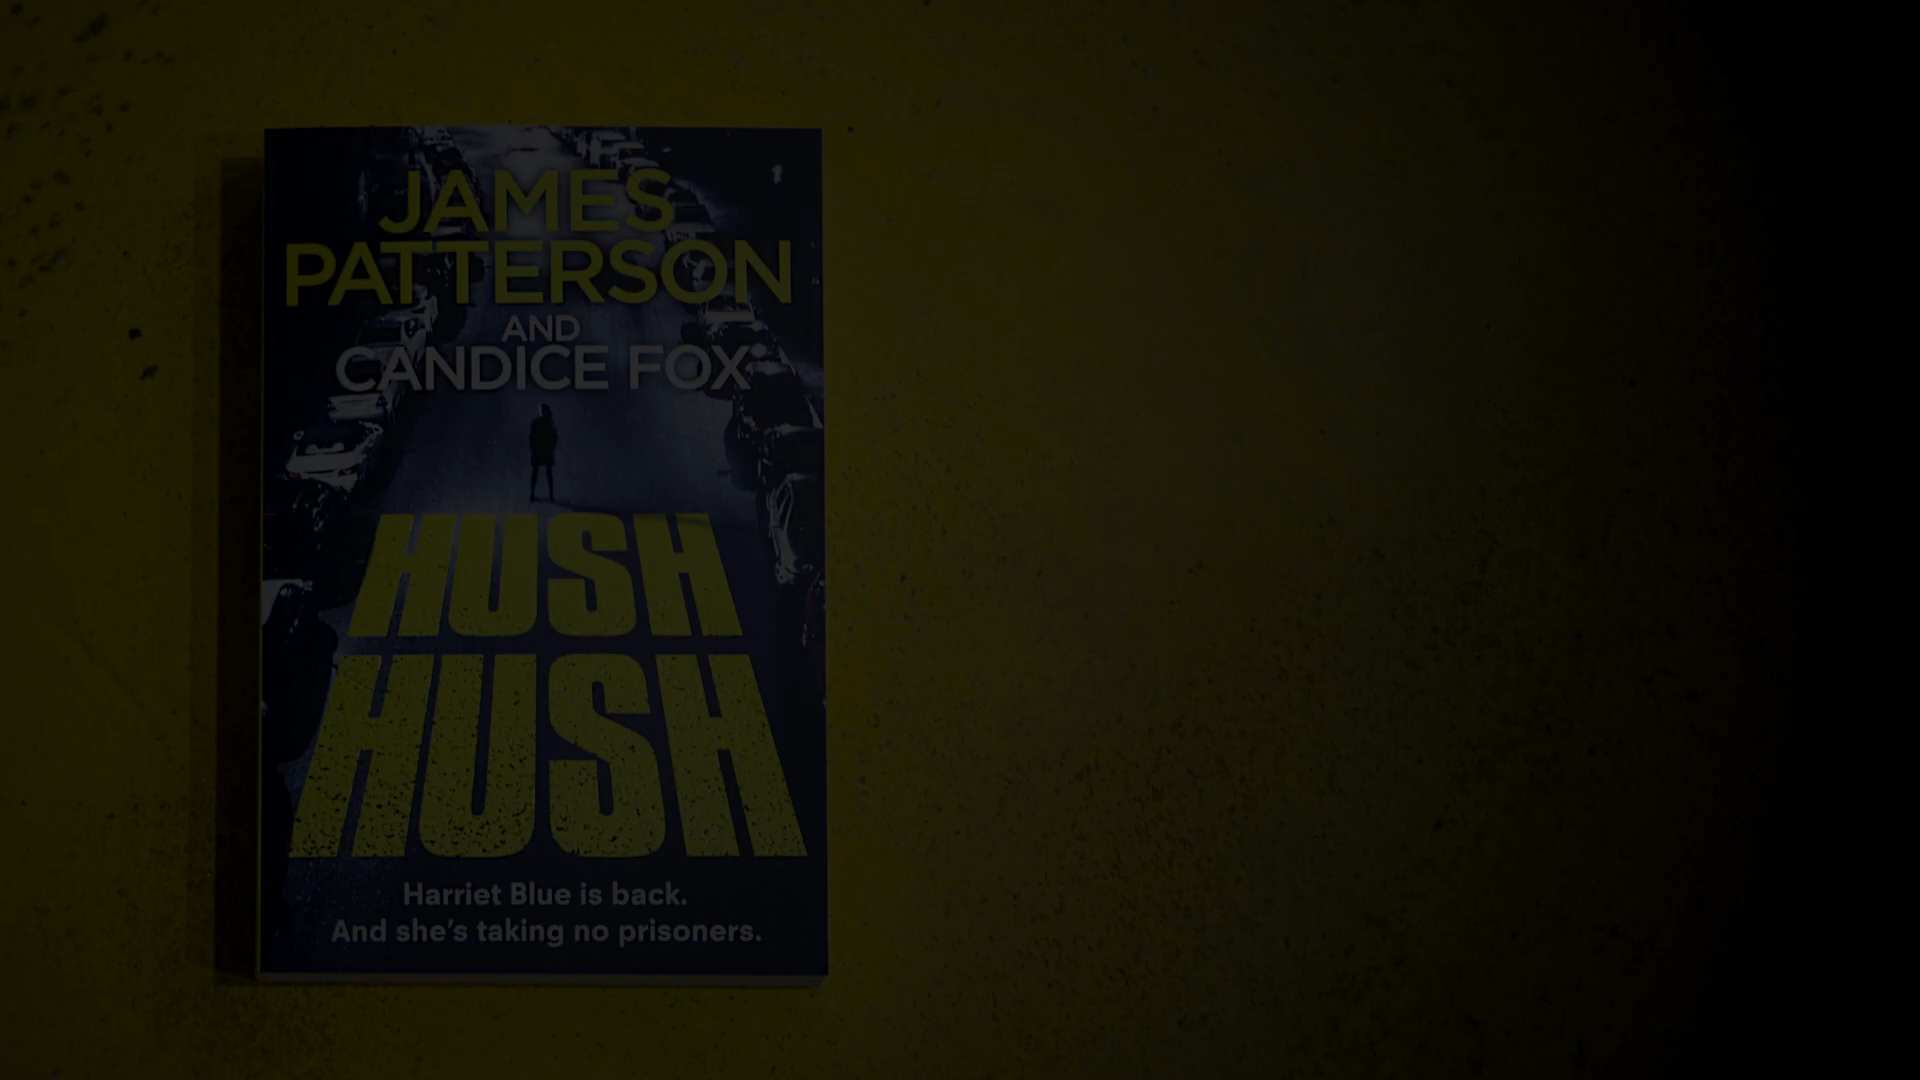 JAMES
PATTERSON
AND
CANDICE FOX
HUSH
HUSH
Harriet Blue is back.
And she's taking no prisoners.